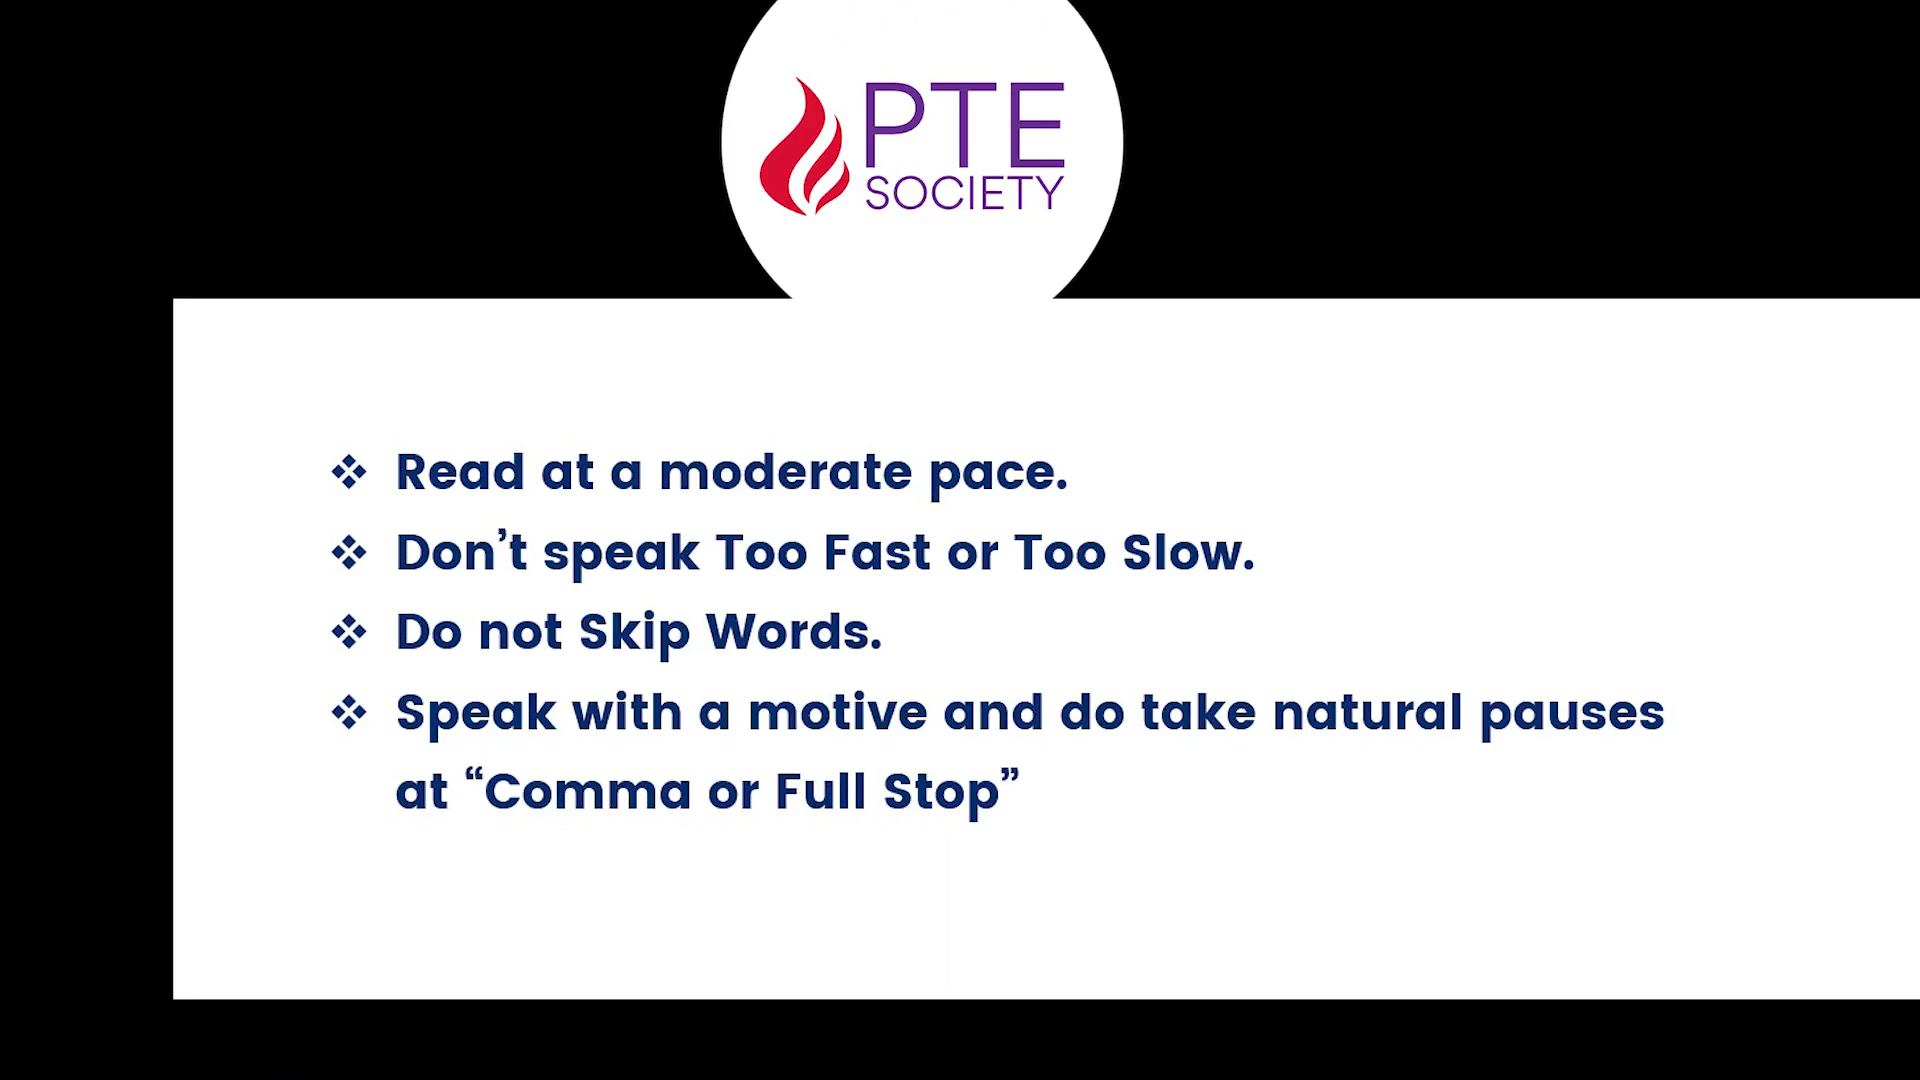 PTE
SOCIETY
❖ Read at a moderate pace.
❖ Don’t speak Too Fast or Too Slow.
❖ Do not Skip Words.
❖ Speak with a motive and do take natural pauses
at “Comma or Full Stop”